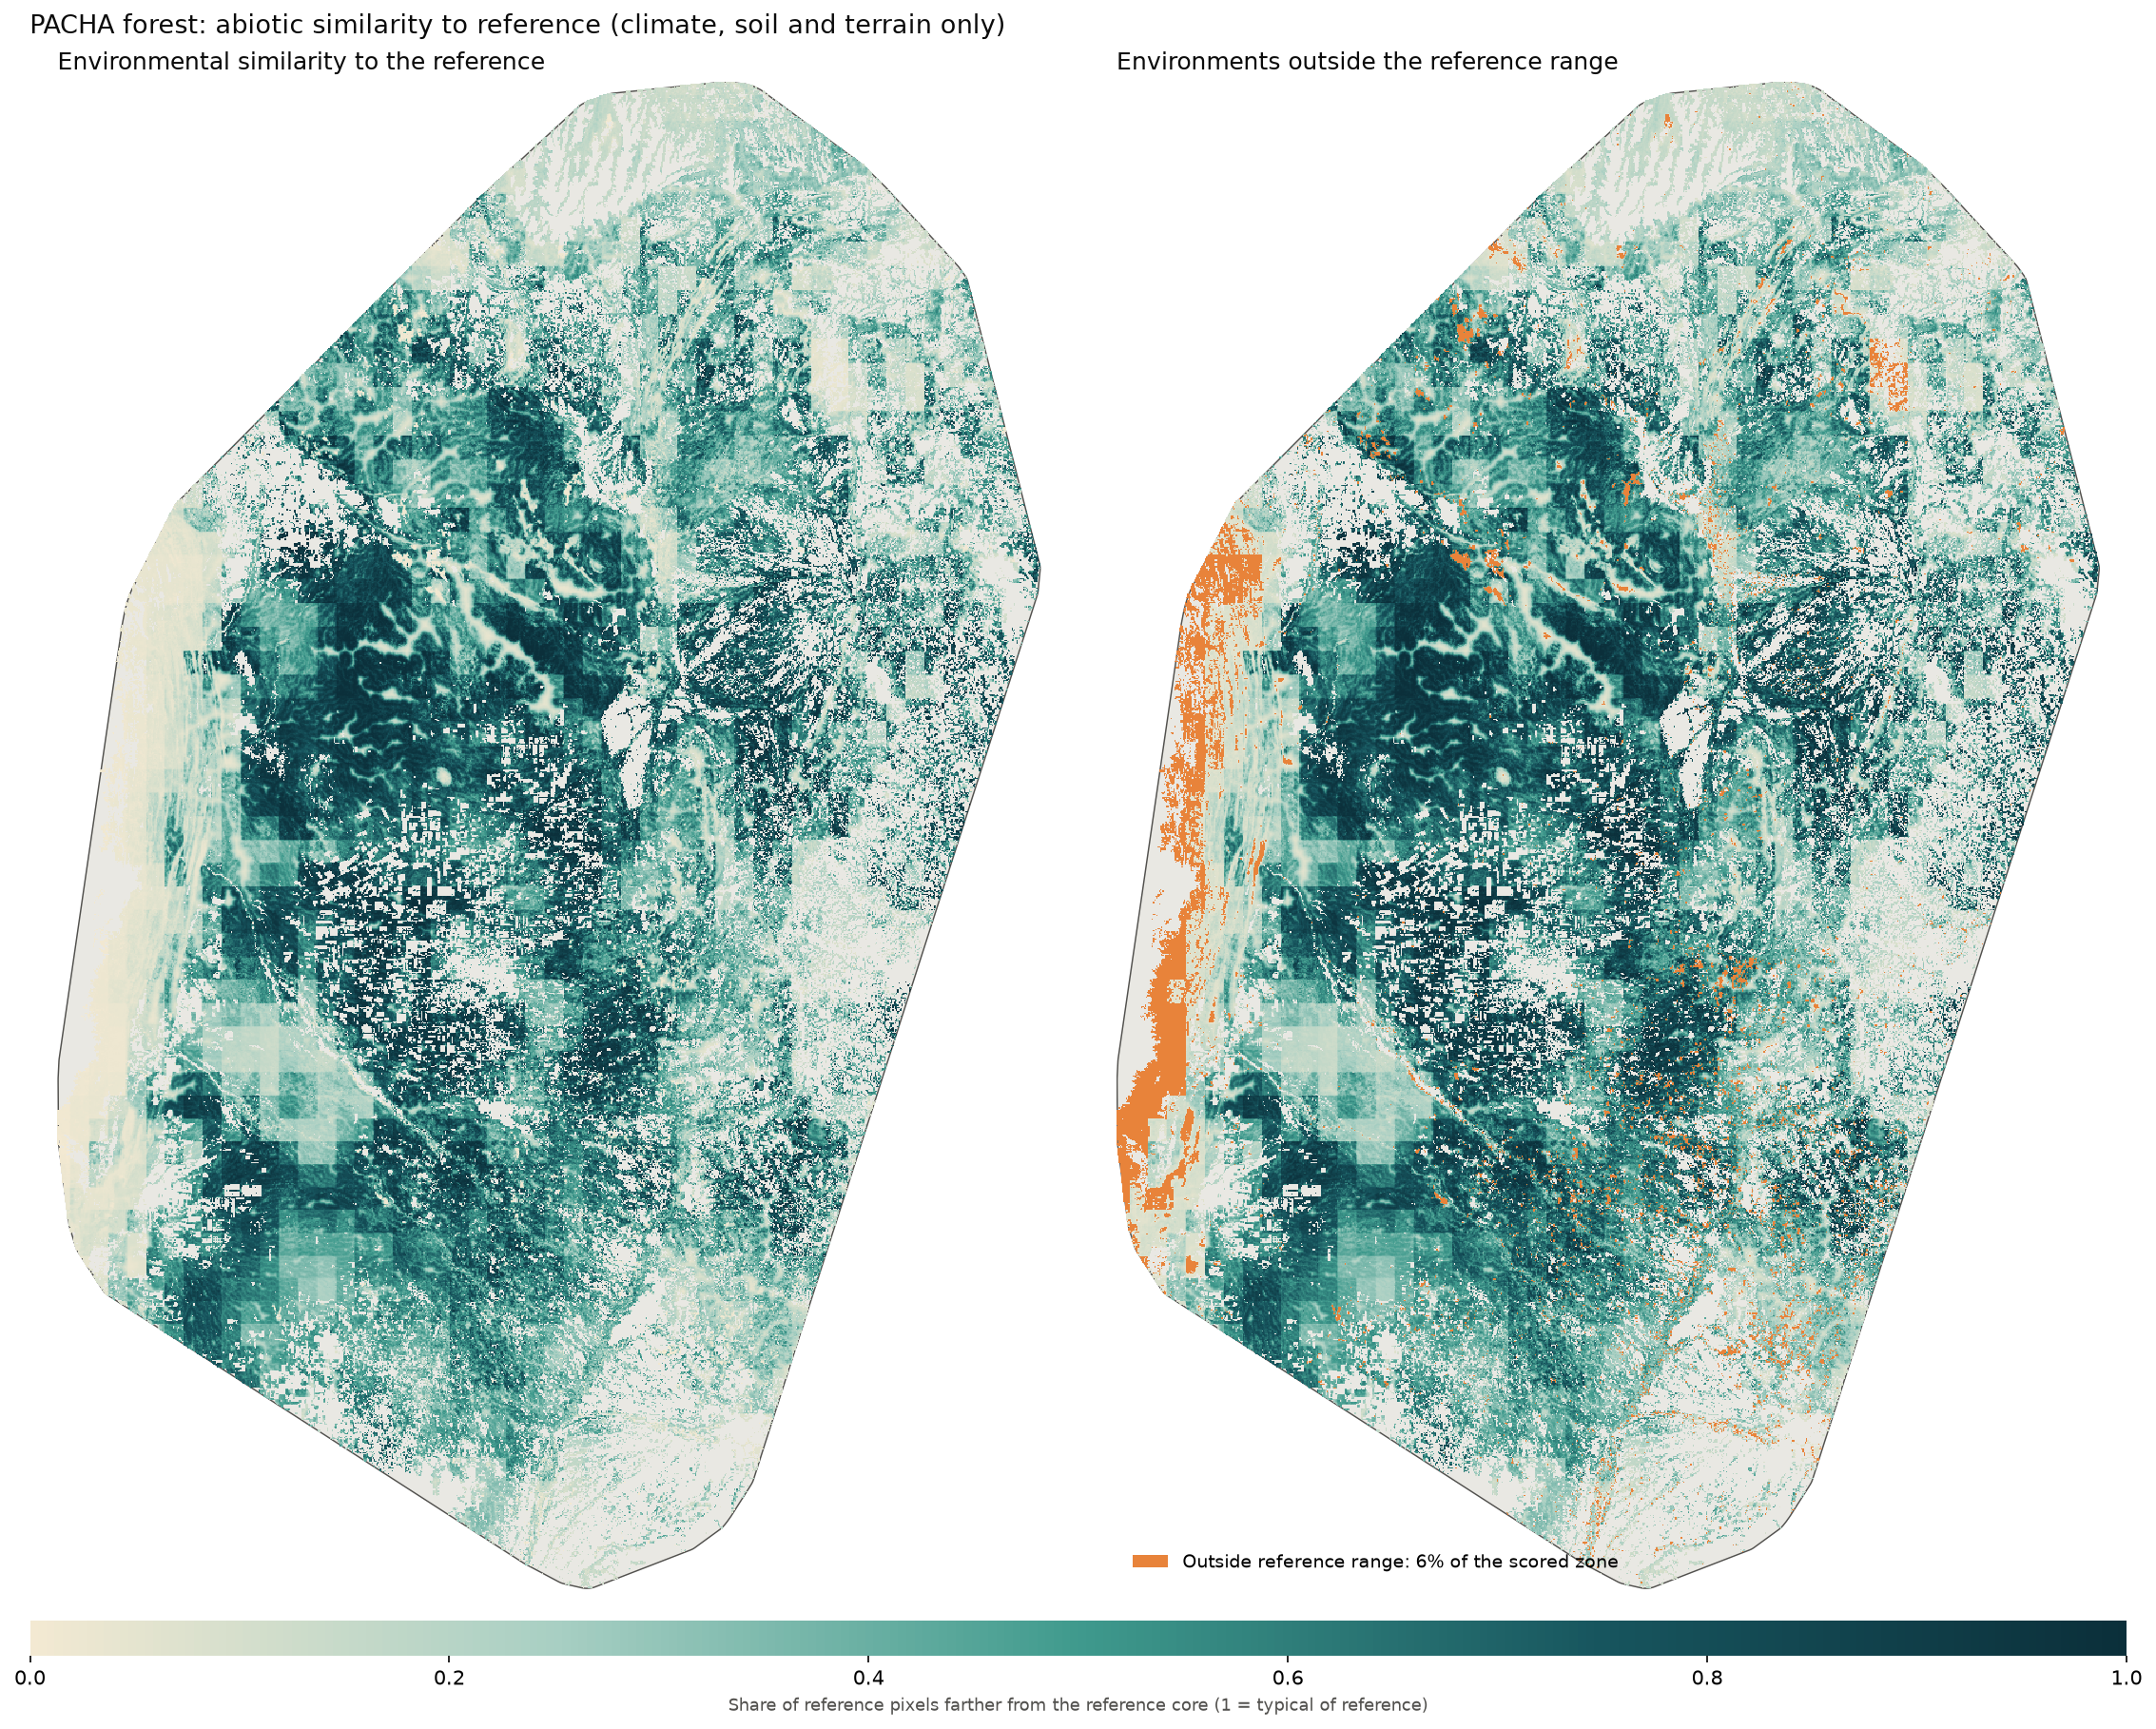 PACHA forest: abiotic similarity to reference (climate, soil and terrain only)
Environmental similarity to the reference
Environments outside the reference range
Outside reference range: 6% of the scored zone
0.0 0.2 0.4 0.6 0.8 1.0
Share of reference pixels farther from the reference core (1 = typical of reference)